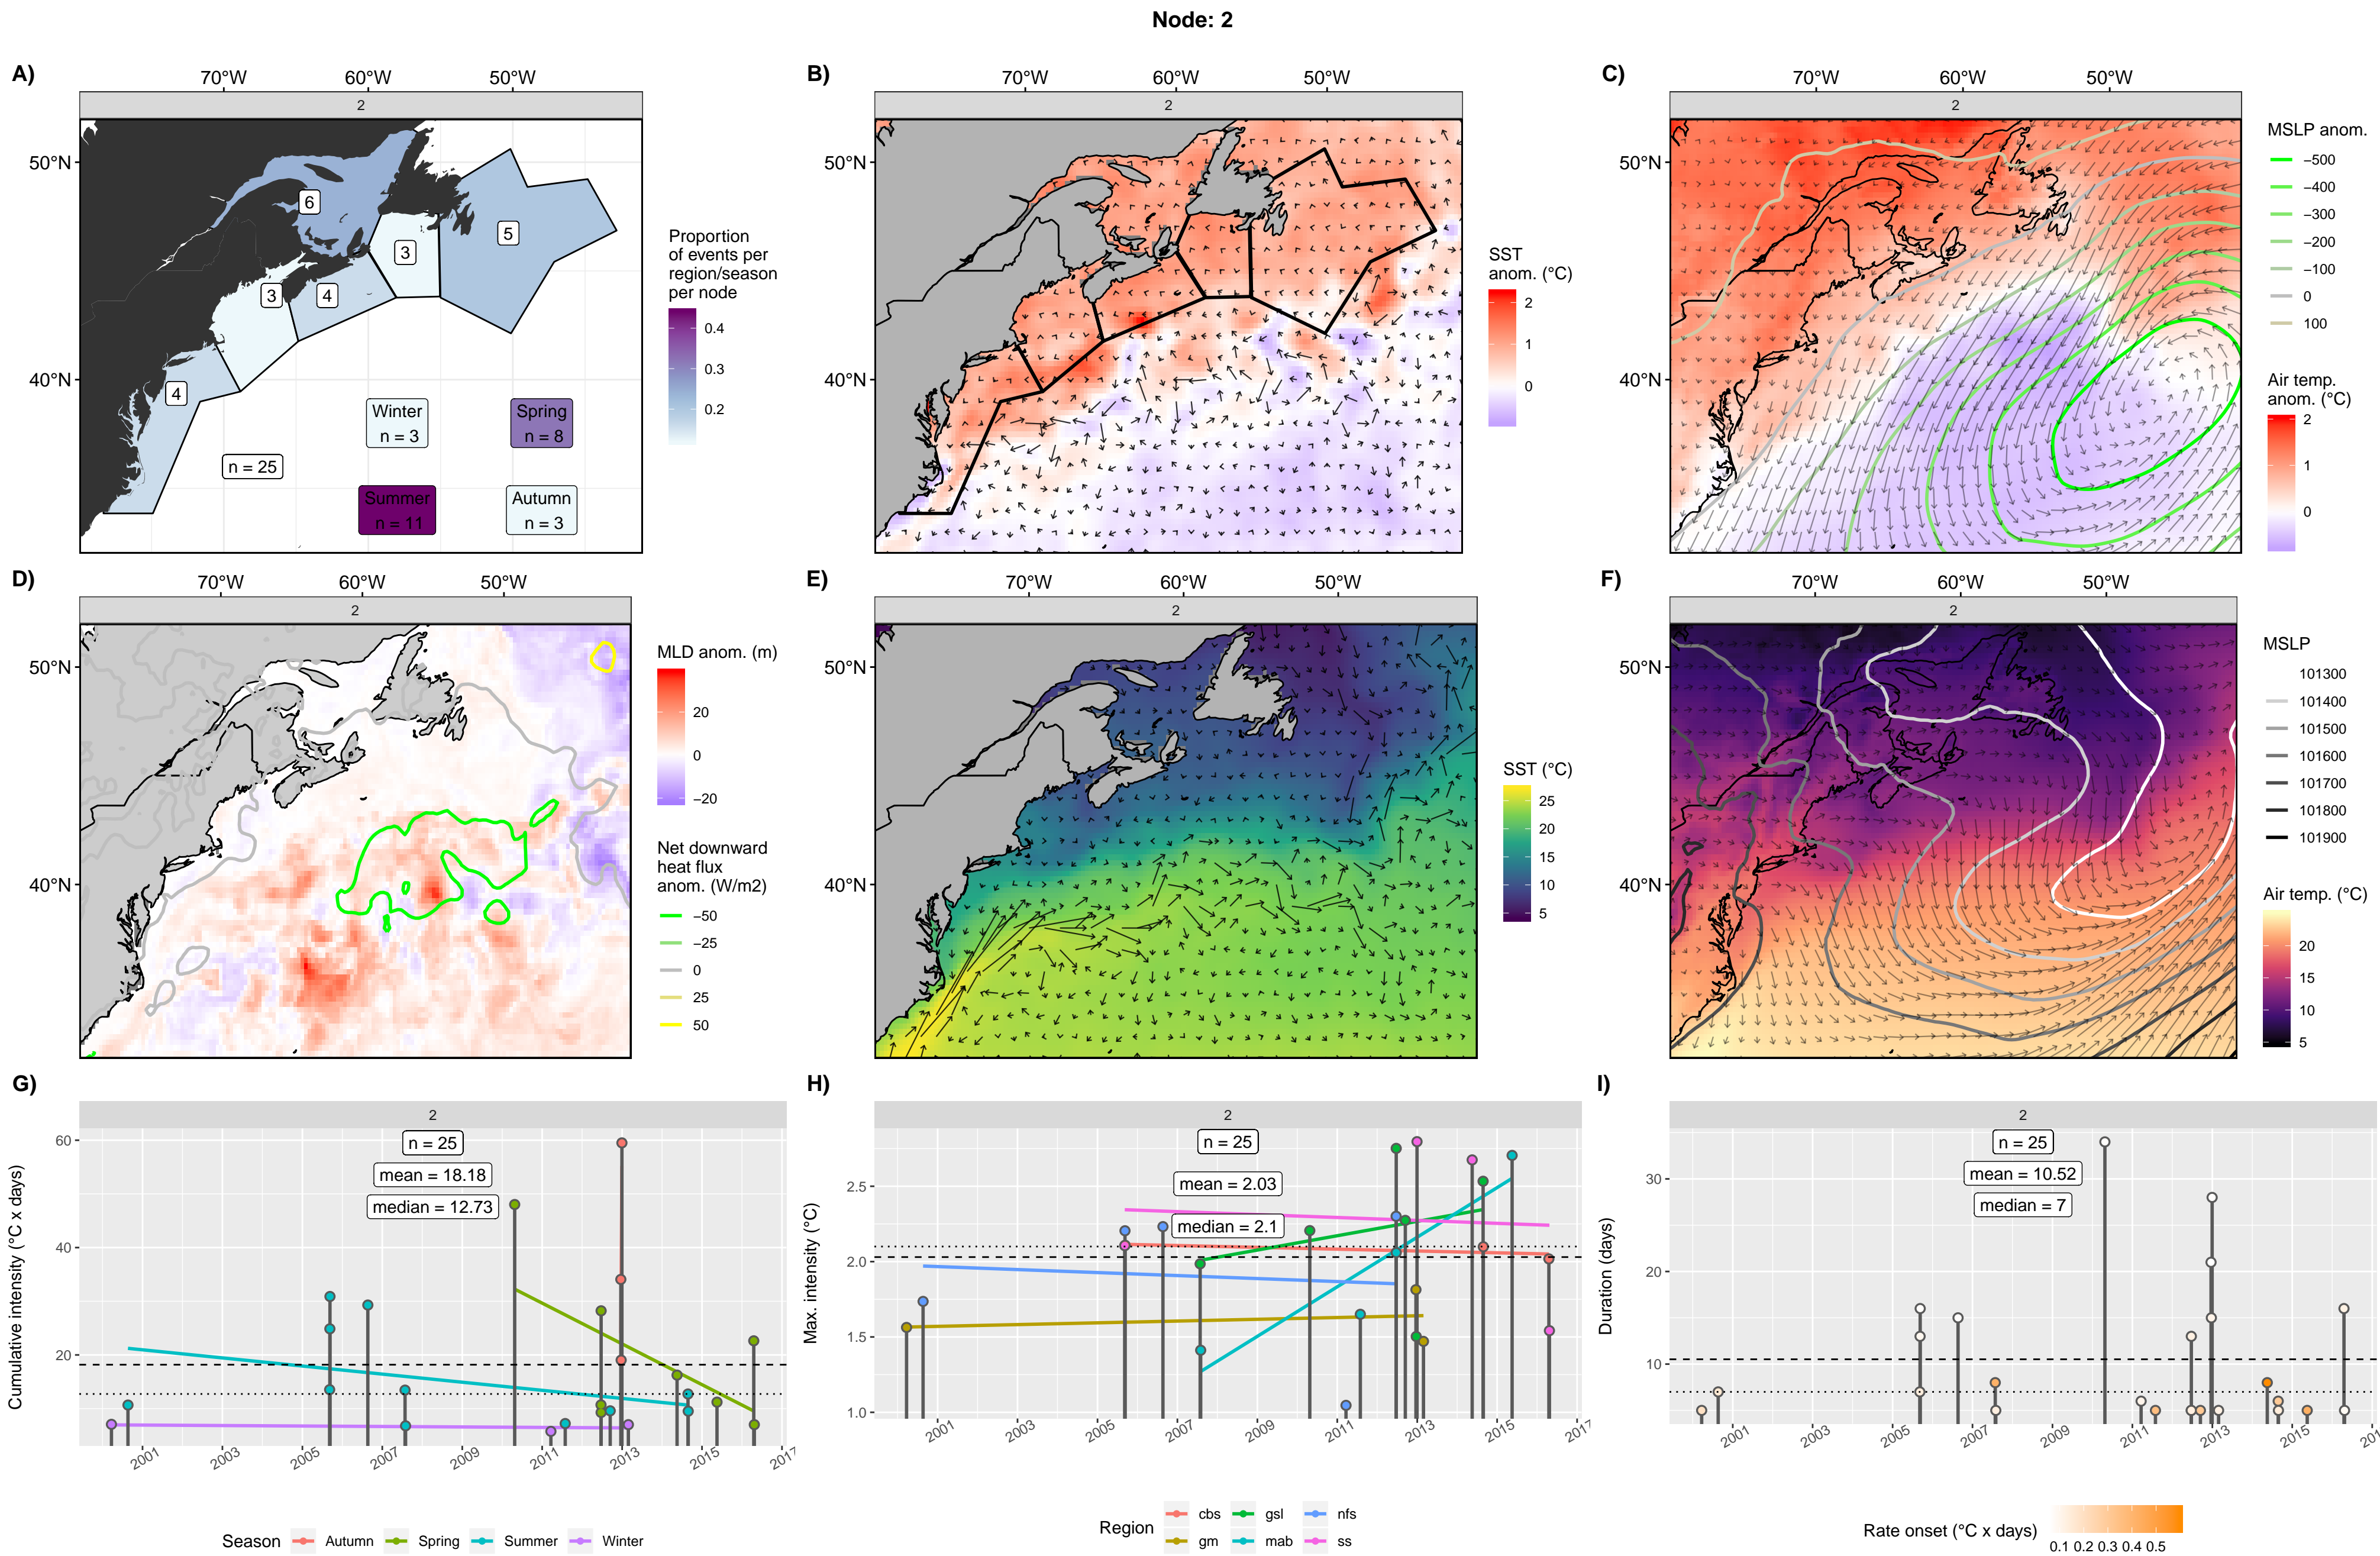 Node: 2
A)
70°W 60°W 50°W
2
50°N
40°N
6
5
3
3
4
4
n = 25
Winter
n = 3
Spring
n = 8
Summer
n = 11
Autumn
n = 3
Proportion
of events per
region/season
per node
0.4
0.3
0.2
B)
70°W 60°W 50°W
2
50°N
40°N
SST
anom. (°C)
2
1
0
C)
70°W 60°W 50°W
2
50°N
40°N
MSLP anom.
−500
−400
−300
−200
−100
0
100
Air temp.
anom. (°C)
2
1
0
D)
70°W 60°W 50°W
2
50°N
40°N
MLD anom. (m)
20
0
−20
Net downward
heat flux
anom. (W/m2)
−50
−25
0
25
50
E)
70°W 60°W 50°W
2
50°N
40°N
SST (°C)
25
20
15
10
5
F)
70°W 60°W 50°W
2
50°N
40°N
MSLP
101300
101400
101500
101600
101700
101800
101900
Air temp. (°C)
20
15
10
5
G)
2
Cumulative intensity (°C x days)
60
40
20
n = 25
mean = 18.18
median = 12.73
2001 2003 2005 2007 2009 2011 2013 2015 2017
Season Autumn Spring Summer Winter
H)
2
Max. intensity (°C)
2.5
2.0
1.5
1.0
n = 25
mean = 2.03
median = 2.1
2001 2003 2005 2007 2009 2011 2013 2015 2017
Region
cbs gsl nfs
gm mab ss
I)
2
Duration (days)
30
20
10
n = 25
mean = 10.52
median = 7
2001 2003 2005 2007 2009 2011 2013 2015
Rate onset (°C x days)
0.1 0.2 0.3 0.4 0.5